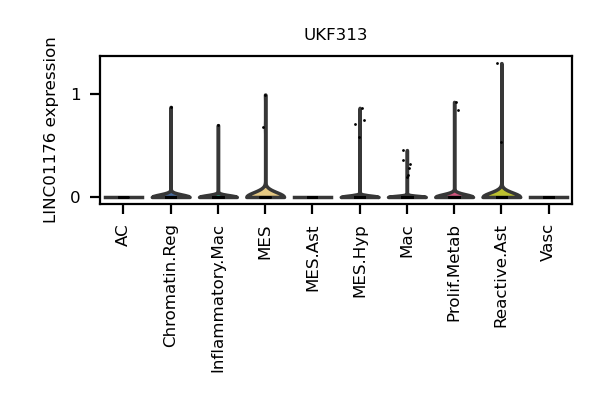 UKF313
LINC01176 expression
1
0
AC
Chromatin.Reg
Inflammatory.Mac
MES
MES.Ast
MES.Hyp
Mac
Prolif.Metab
Reactive.Ast
Vasc